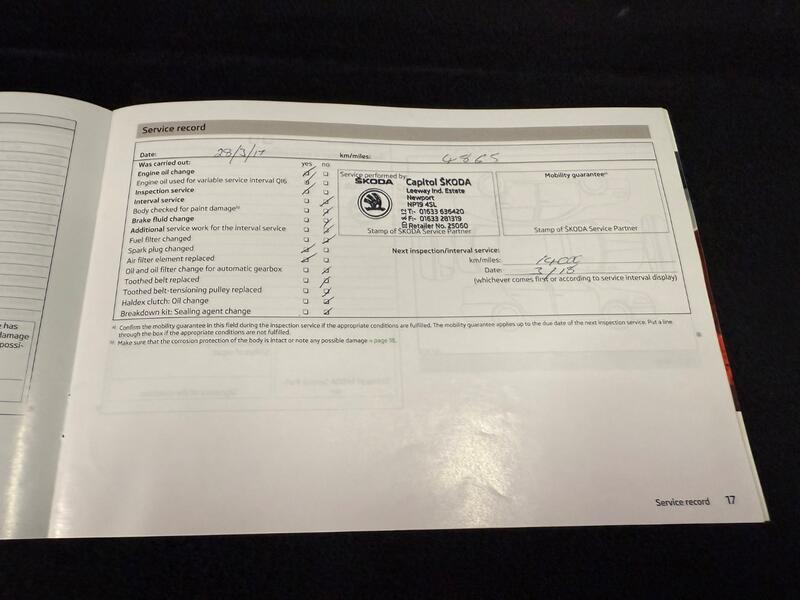 has
damage
possi-
Service record
Date: 28/3/17 km/miles: 4865
Was carried out: yes no
Engine oil change
Engine oil used for variable service interval QI6
Inspection service
Interval service
Body checked for paint damage b)
Brake fluid change
Additional service work for the interval service
Fuel filter changed
Spark plug changed
Air filter element replaced
Oil and oil filter change for automatic gearbox
Toothed belt replaced
Toothed belt-tensioning pulley replaced
Haldex clutch: Oil change
Breakdown kit: Sealing agent change
Service performed by:
ŠKODA
Capitol ŠKODA
Leeway Ind. Estate
Newport
NP19 4SL
T:- 01633 636420
F:- 01633 281319
Retailer No. 25060
Stamp of ŠKODA Service Partner
Mobility guarantee a)
Stamp of ŠKODA Service Partner
Next inspection/interval service:
km/miles:
Date: 3/18
(whichever comes first or according to service interval display)
a) Confirm the mobility guarantee in this field during the inspection service if the appropriate conditions are fulfilled. The mobility guarantee applies up to the due date of the next inspection service. Put a line
through the box if the appropriate conditions are not fulfilled.
b) Make sure that the corrosion protection of the body is intact or note any possible damage » page 18.
Service record 17